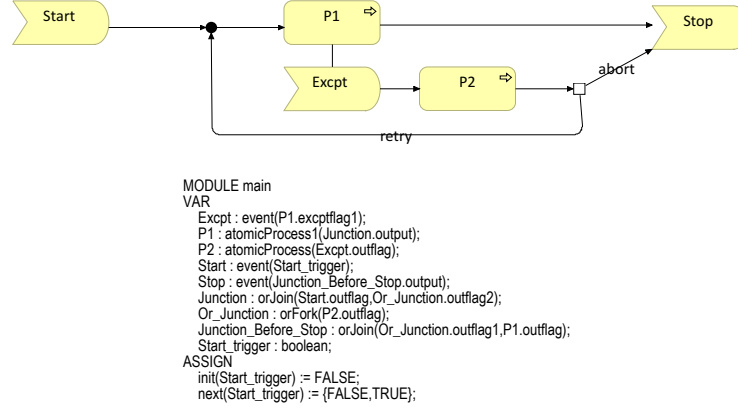 Start
P1
Stop
Excpt
P2
abort
retry
MODULE main
VAR
Excpt : event(P1.excptflag1);
P1 : atomicProcess1(Junction.output);
P2 : atomicProcess(Excpt.outflag);
Start : event(Start_trigger);
Stop : event(Junction_Before_Stop.output);
Junction : orJoin(Start.outflag,Or_Junction.outflag2);
Or_Junction : orFork(P2.outflag);
Junction_Before_Stop : orJoin(Or_Junction.outflag1,P1.outflag);
Start_trigger : boolean;
ASSIGN
init(Start_trigger) := FALSE;
next(Start_trigger) := {FALSE,TRUE};